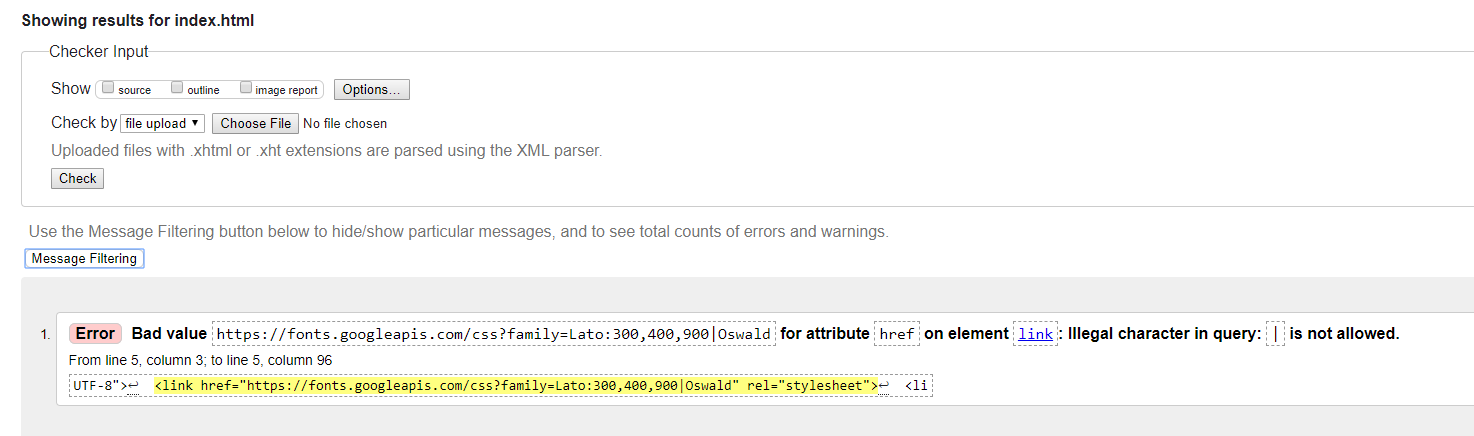 Showing results for index.html
Checker Input
Show source outline image report Options...
Check by file upload ▼ Choose File No file chosen
Uploaded files with .xhtml or .xht extensions are parsed using the XML parser.
Check
Use the Message Filtering button below to hide/show particular messages, and to see total counts of errors and warnings.
Message Filtering
1. Error Bad value https://fonts.googleapis.com/css?family=Lato:300,400,900|Oswald for attribute href on element link: Illegal character in query: | is not allowed.
From line 5, column 3; to line 5, column 96
UTF-8">↩ <link href="https://fonts.googleapis.com/css?family=Lato:300,400,900|Oswald" rel="stylesheet">↩ <li